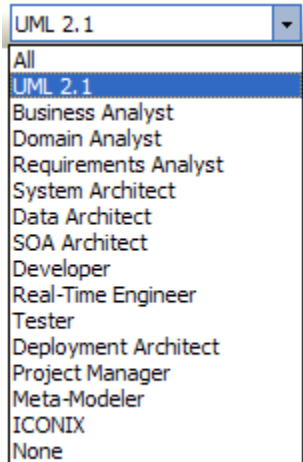 UML 2.1
All
UML 2.1
Business Analyst
Domain Analyst
Requirements Analyst
System Architect
Data Architect
SOA Architect
Developer
Real-Time Engineer
Tester
Deployment Architect
Project Manager
Meta-Modeler
ICONIX
None